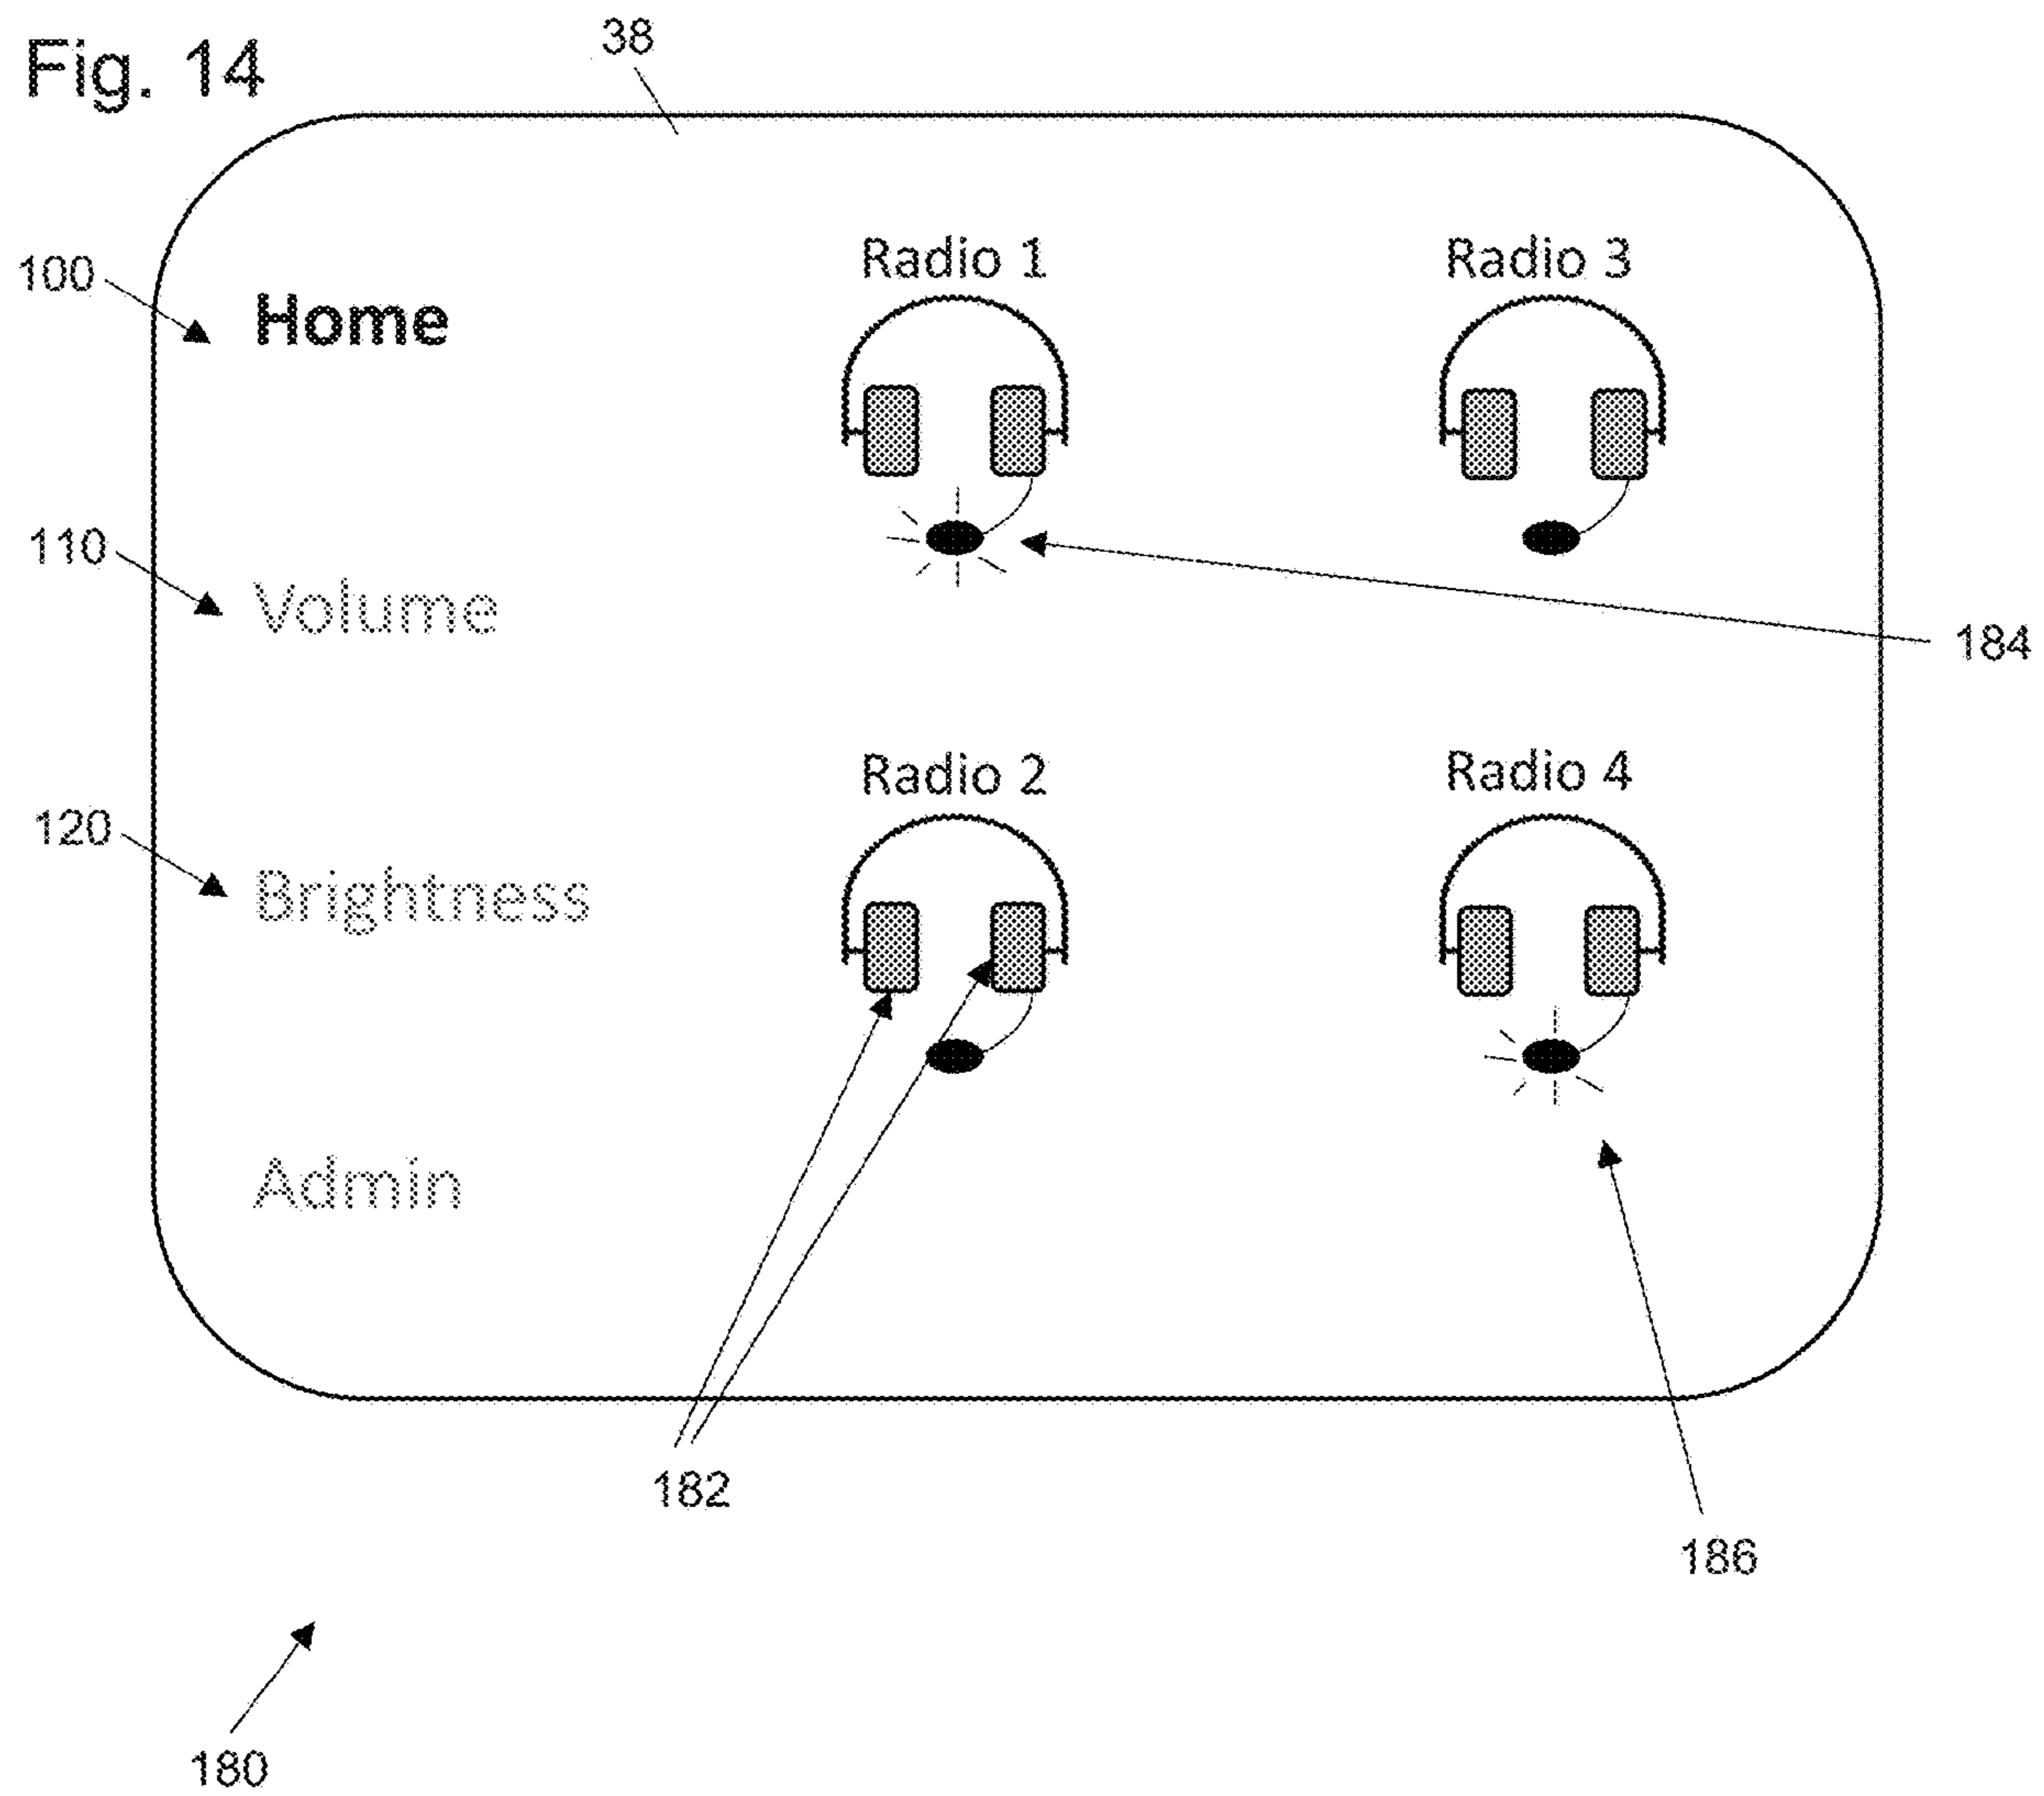 Fig. 14
38
100
Home
Radio 1
Radio 3
110
Volume
184
120
Brightness
Radio 2
Radio 4
Admin
182
186
180